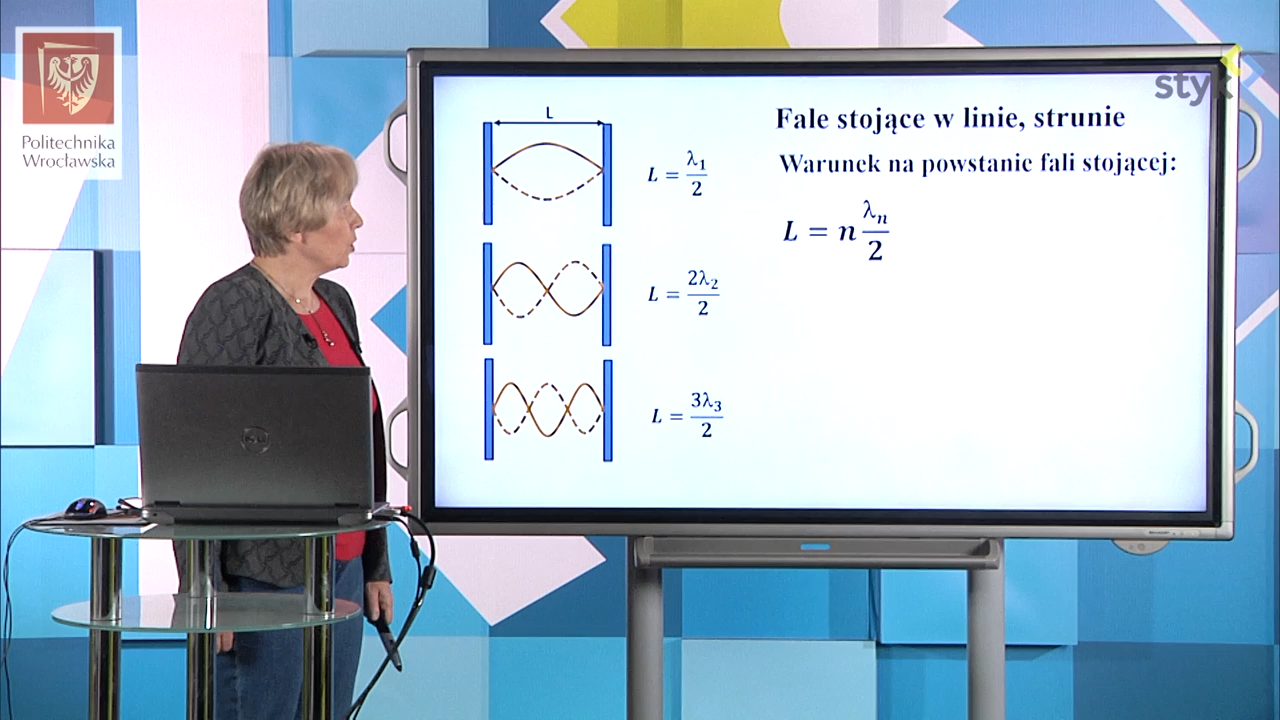 Politechnika
Wrocławska
styk
L
Fale stojące w linie, strunie
Warunek na powstanie fali stojącej:
L = n λₙ/2
L = λ₁/2
L = 2λ₂/2
L = 3λ₃/2
DELL